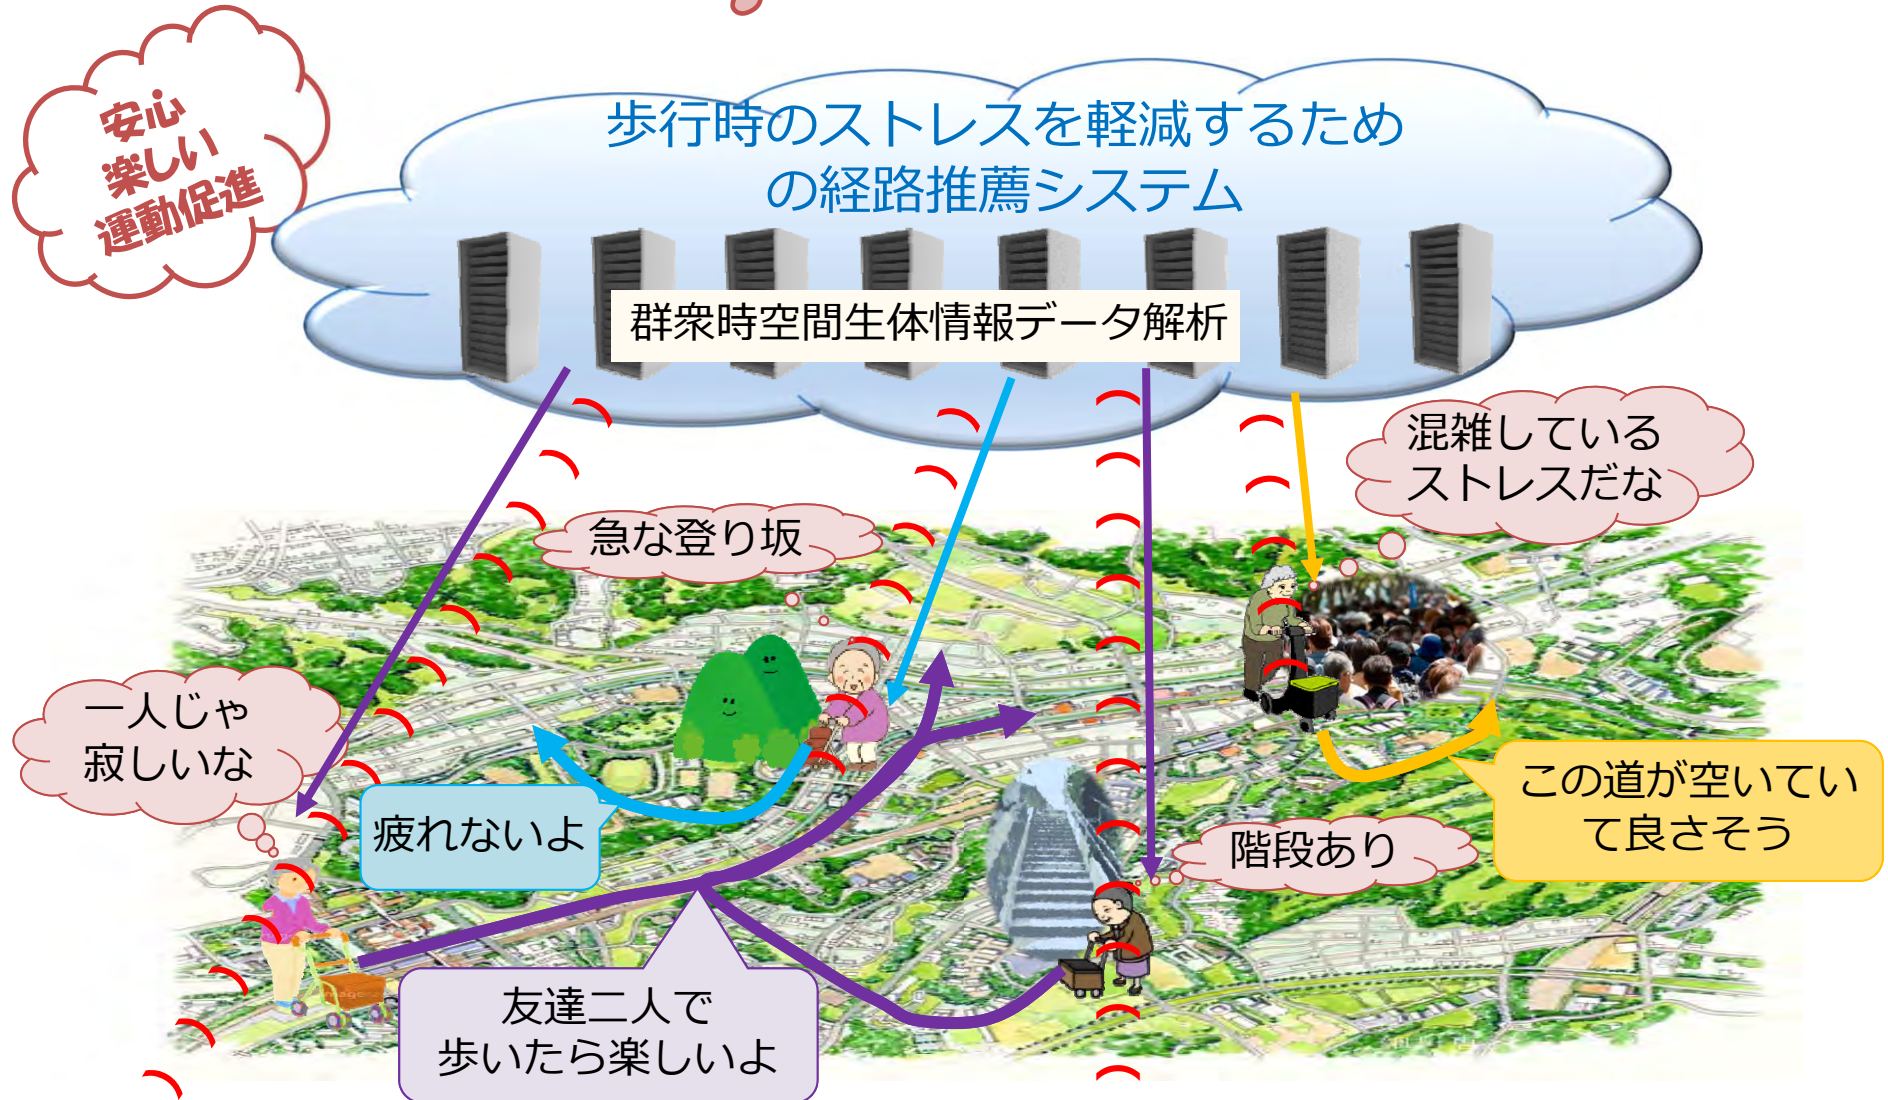 安心
楽しい
運動促進
歩行時のストレスを軽減するため
の経路推薦システム
群衆時空間生体情報データ解析
混雑している
ストレスだな
急な登り坂
一人じゃ
寂しいな
疲れないよ
この道が空いてい
て良さそう
階段あり
友達二人で
歩いたら楽しいよ